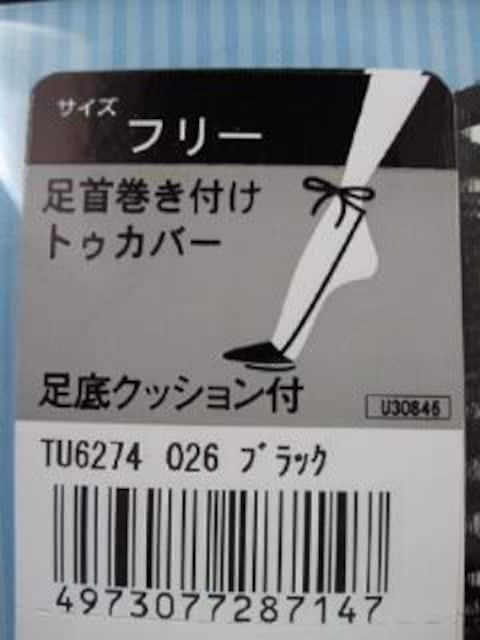 サイズ
フリー
足首巻き付け
トゥカバー
足底クッション付
U30846
TU6274 026 ﾌﾞﾗｯｸ
4973077287147